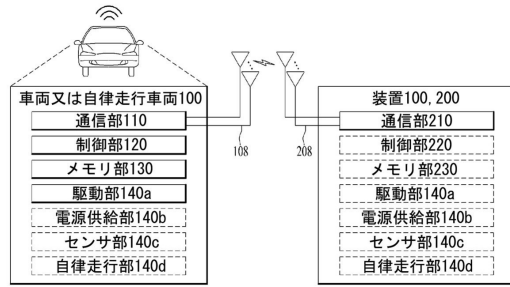 車両又は自律走行車両100
通信部110
制御部120
メモリ部130
駆動部140a
電源供給部140b
センサ部140c
自律走行部140d
108
208
装置100, 200
通信部210
制御部220
メモリ部230
駆動部140a
電源供給部140b
センサ部140c
自律走行部140d